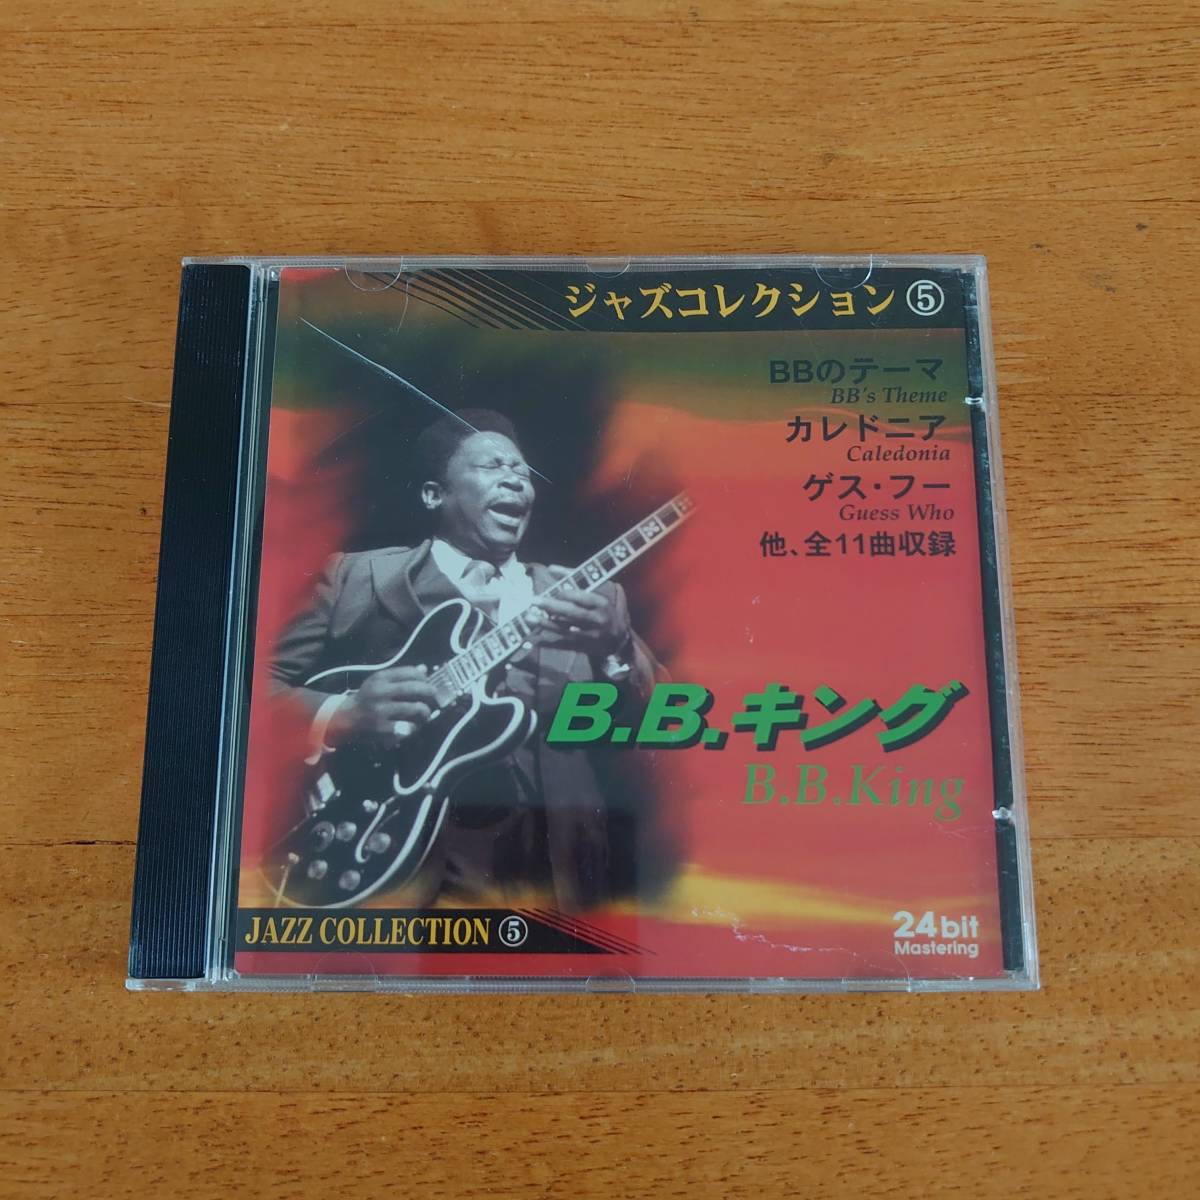 ジャズコレクション⑤
BBのテーマ
BB's Theme
カレドニア
Caledonia
ゲス・フー
Guess Who
他、全11曲収録
B.B.キング
B.B.King
JAZZ COLLECTION ⑤
24bit
Mastering